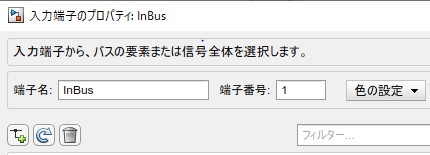 入力端子のプロパティ: InBus
入力端子から、バスの要素または信号全体を選択します。
端子名: InBus 端子番号: 1 色の設定
フィルター...